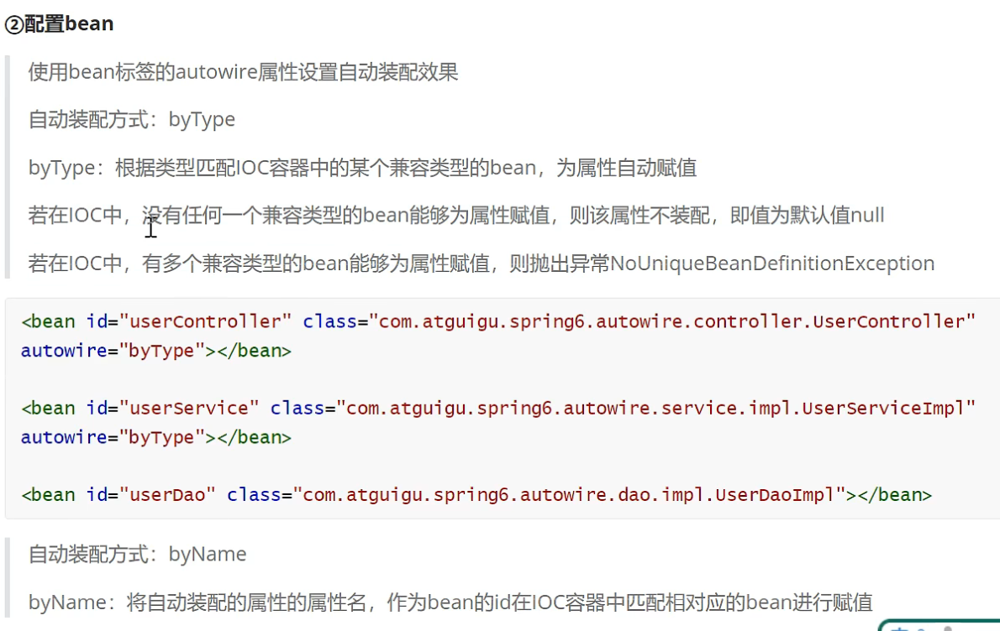 ②配置bean
使用bean标签的autowire属性设置自动装配效果
自动装配方式：byType
byType：根据类型匹配IOC容器中的某个兼容类型的bean，为属性自动赋值
若在IOC中，没有任何一个兼容类型的bean能够为属性赋值，则该属性不装配，即值为默认值null
若在IOC中，有多个兼容类型的bean能够为属性赋值，则抛出异常NoUniqueBeanDefinitionException
<bean id="userController" class="com.atguigu.spring6.autowire.controller.UserController"
autowire="byType"></bean>
<bean id="userService" class="com.atguigu.spring6.autowire.service.impl.UserServiceImpl"
autowire="byType"></bean>
<bean id="userDao" class="com.atguigu.spring6.autowire.dao.impl.UserDaoImpl"></bean>
自动装配方式：byName
byName：将自动装配的属性的属性名，作为bean的id在IOC容器中匹配相对应的bean进行赋值